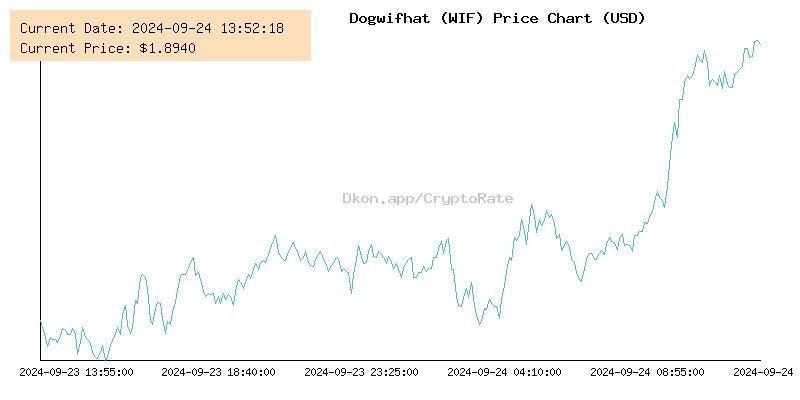 Dogwifhat (WIF) Price Chart (USD)
Current Date: 2024-09-24 13:52:18
Current Price: $1.8940
Dkon.app/CryptoRate
2024-09-23 13:55:00 2024-09-23 18:40:00 2024-09-23 23:25:00 2024-09-24 04:10:00 2024-09-24 08:55:00 2024-09-24